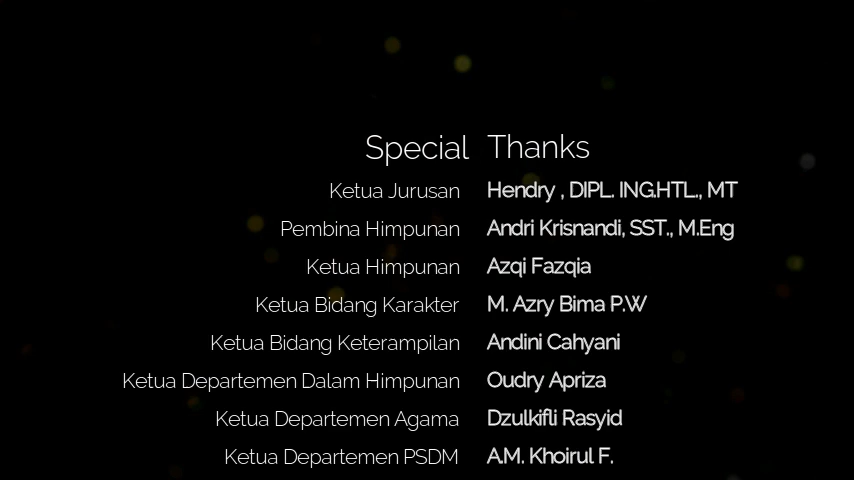 Special Thanks
Ketua Jurusan Hendry , DIPL. ING.HTL., MT
Pembina Himpunan Andri Krisnandi, SST., M.Eng
Ketua Himpunan Azqi Fazqia
Ketua Bidang Karakter M. Azry Bima P.W
Ketua Bidang Keterampilan Andini Cahyani
Ketua Departemen Dalam Himpunan Oudry Apriza
Ketua Departemen Agama Dzulkifli Rasyid
Ketua Departemen PSDM A.M. Khoirul F.